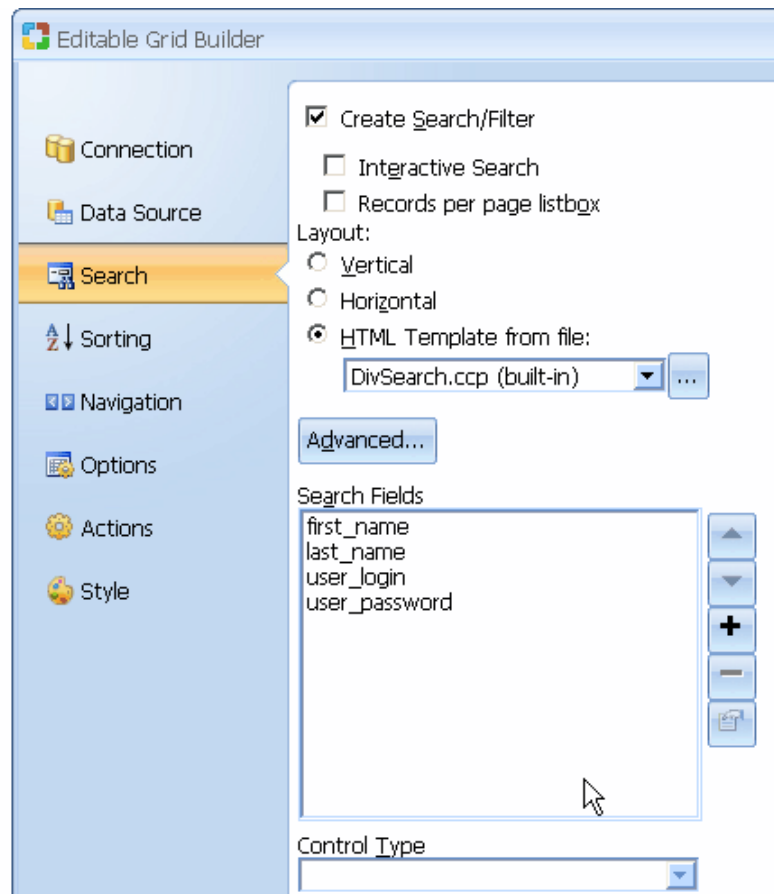 Editable Grid Builder
Connection
Data Source
Search
Sorting
Navigation
Options
Actions
Style
Create Search/Filter
Interactive Search
Records per page listbox
Layout:
Vertical
Horizontal
HTML Template from file:
DivSearch.ccp (built-in)
...
Advanced...
Search Fields
first_name
last_name
user_login
user_password
Control Type